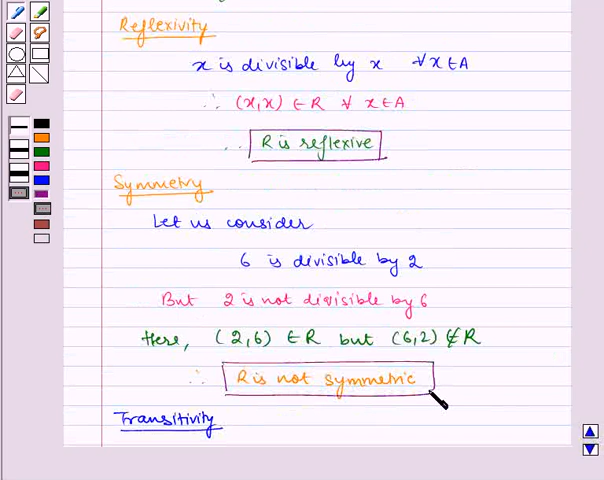 Reflexivity
x is divisible by x ∀ x ∈ A
∴ (x,x) ∈ R ∀ x ∈ A
∴ R is reflexive
Symmetry
Let us consider
6 is divisible by 2
But 2 is not divisible by 6
Here, (2,6) ∈ R but (6,2) ∉ R
∴ R is not symmetric
Transitivity